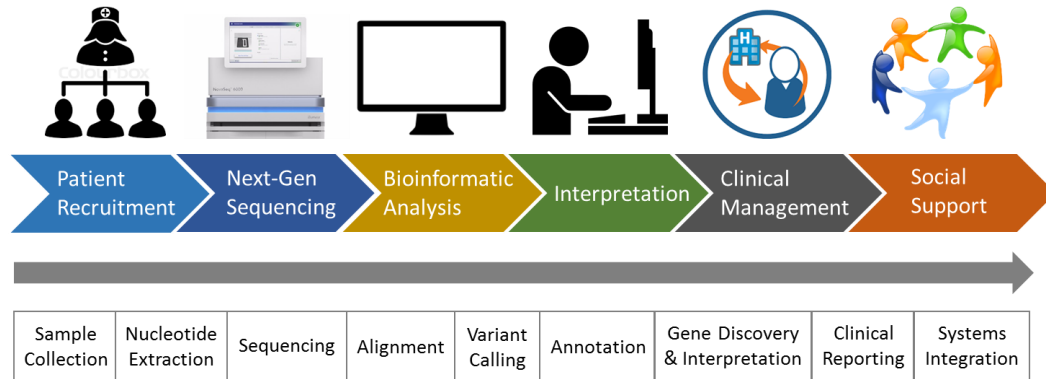 Patient
Recruitment
Next-Gen
Sequencing
Bioinformatic
Analysis
Interpretation
Clinical
Management
Social
Support
Sample
Collection
Nucleotide
Extraction
Sequencing
Alignment
Variant
Calling
Annotation
Gene Discovery
& Interpretation
Clinical
Reporting
Systems
Integration